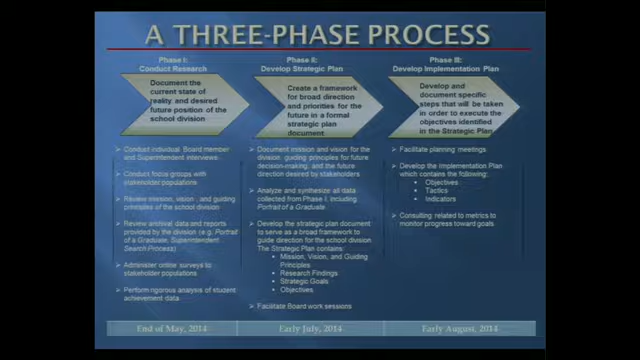 A THREE-PHASE PROCESS
Phase I:
Conduct Research
Document the
current state of
reality and desired
future position of the
school division
Conduct individual Board member
and Superintendent interviews
Conduct focus groups with
stakeholder populations
Review mission, vision, and guiding
principles of the school division
Review archival data and reports
provided by the division (e.g. Portrait
of a Graduate, Superintendent
Search Process)
Administer online surveys to
stakeholder populations
Perform rigorous analysis of student
achievement data
End of May, 2014
Phase II:
Develop Strategic Plan
Create a framework
for broad direction
and priorities for the
future in a formal
strategic plan
document
Document mission and vision for the
division, guiding principles for future
decision-making, and the future
direction desired by stakeholders
Analyze and synthesize all data
collected from Phase I, including
Portrait of a Graduate
Develop the strategic plan document
to serve as a broad framework to
guide direction for the school division.
The Strategic Plan contains:
• Mission, Vision, and Guiding
Principles
• Research Findings
• Strategic Goals
• Objectives
Facilitate Board work sessions
Early July, 2014
Phase III:
Develop Implementation Plan
Develop and
document specific
steps that will be taken
in order to execute the
objectives identified
in the Strategic Plan
Facilitate planning meetings
Develop the Implementation Plan
which contains the following:
• Objectives
• Tactics
• Indicators
Consulting related to metrics to
monitor progress toward goals
Early August, 2014